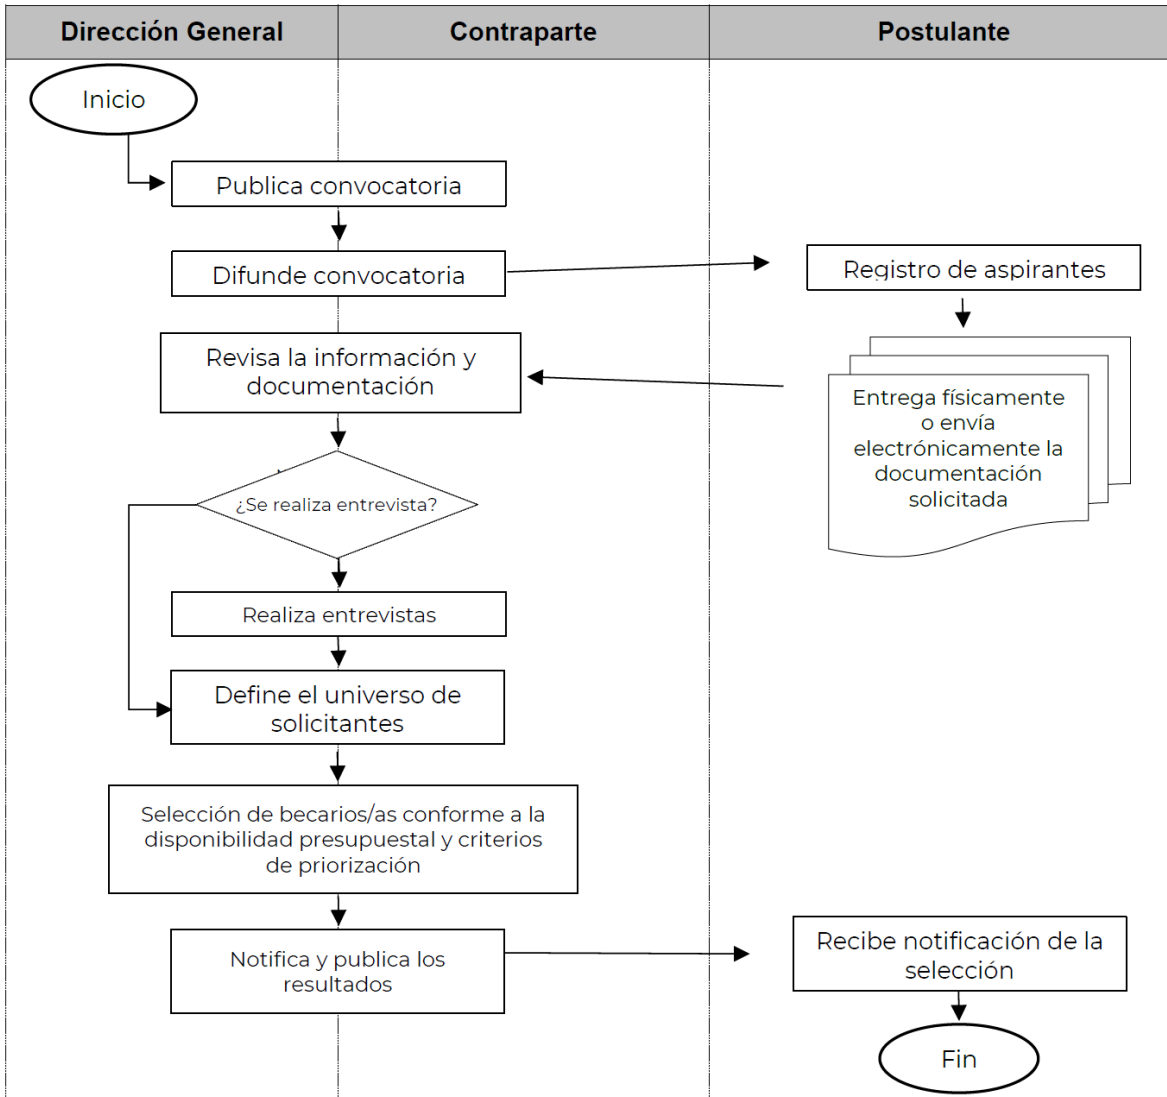 Dirección General
Contraparte
Postulante
Inicio
Publica convocatoria
Difunde convocatoria
Registro de aspirantes
Entrega físicamente
o envía
electrónicamente la
documentación
solicitada
Revisa la información y
documentación
¿Se realiza entrevista?
Realiza entrevistas
Define el universo de
solicitantes
Selección de becarios/as conforme a la
disponibilidad presupuestal y criterios
de priorización
Notifica y publica los
resultados
Recibe notificación de la
selección
Fin